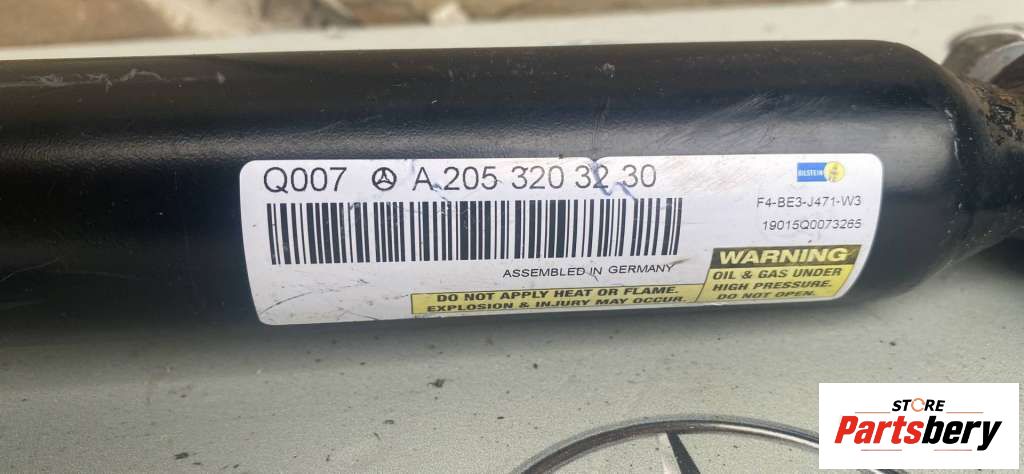 Q007 A 205 320 32 30
BILSTEIN
F4-BE3-J471-W3
19015Q0073265
ASSEMBLED IN GERMANY
DO NOT APPLY HEAT OR FLAME.
EXPLOSION & INJURY MAY OCCUR.
WARNING
OIL & GAS UNDER
HIGH PRESSURE.
DO NOT OPEN.
STORE
Partsbery